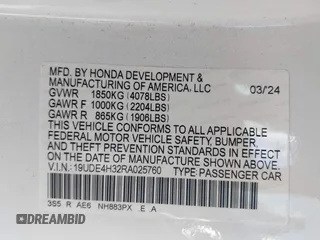 MFD. BY HONDA DEVELOPMENT &
MANUFACTURING OF AMERICA, LLC
GVWR 1850KG (4078LBS) 03/24
GAWR F 1000KG (2204LBS)
GAWR R 865KG (1906LBS)
THIS VEHICLE CONFORMS TO ALL APPLICABLE
FEDERAL MOTOR VEHICLE SAFETY, BUMPER,
AND THEFT PREVENTION STANDARDS IN EFFECT
ON THE DATE OF MANUFACTURE SHOWN ABOVE.
V.I.N.: 19UDE4H32RA025760 TYPE: PASSENGER CAR
3S5 R AE6 NH883PX E A
AUTOBIDCAR